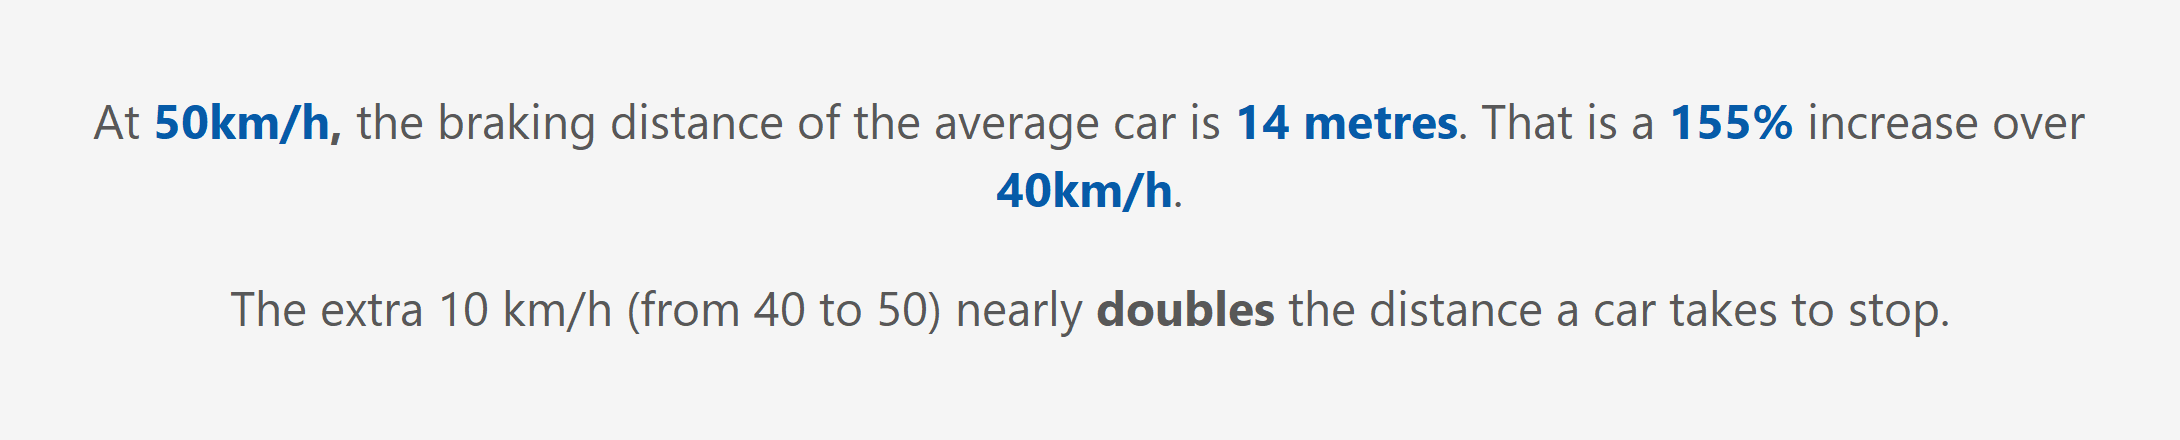 At 50km/h, the braking distance of the average car is 14 metres. That is a 155% increase over
40km/h.
The extra 10 km/h (from 40 to 50) nearly doubles the distance a car takes to stop.